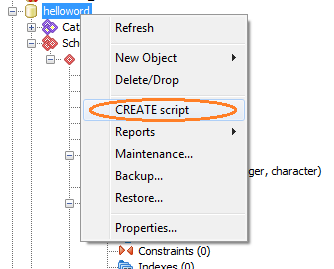 helloword
Cat
Sch
Refresh
New Object
Delete/Drop
CREATE script
Reports
Maintenance...
Backup...
Restore...
Properties...
ger, character)
Constraints (0)
Indexes (0)